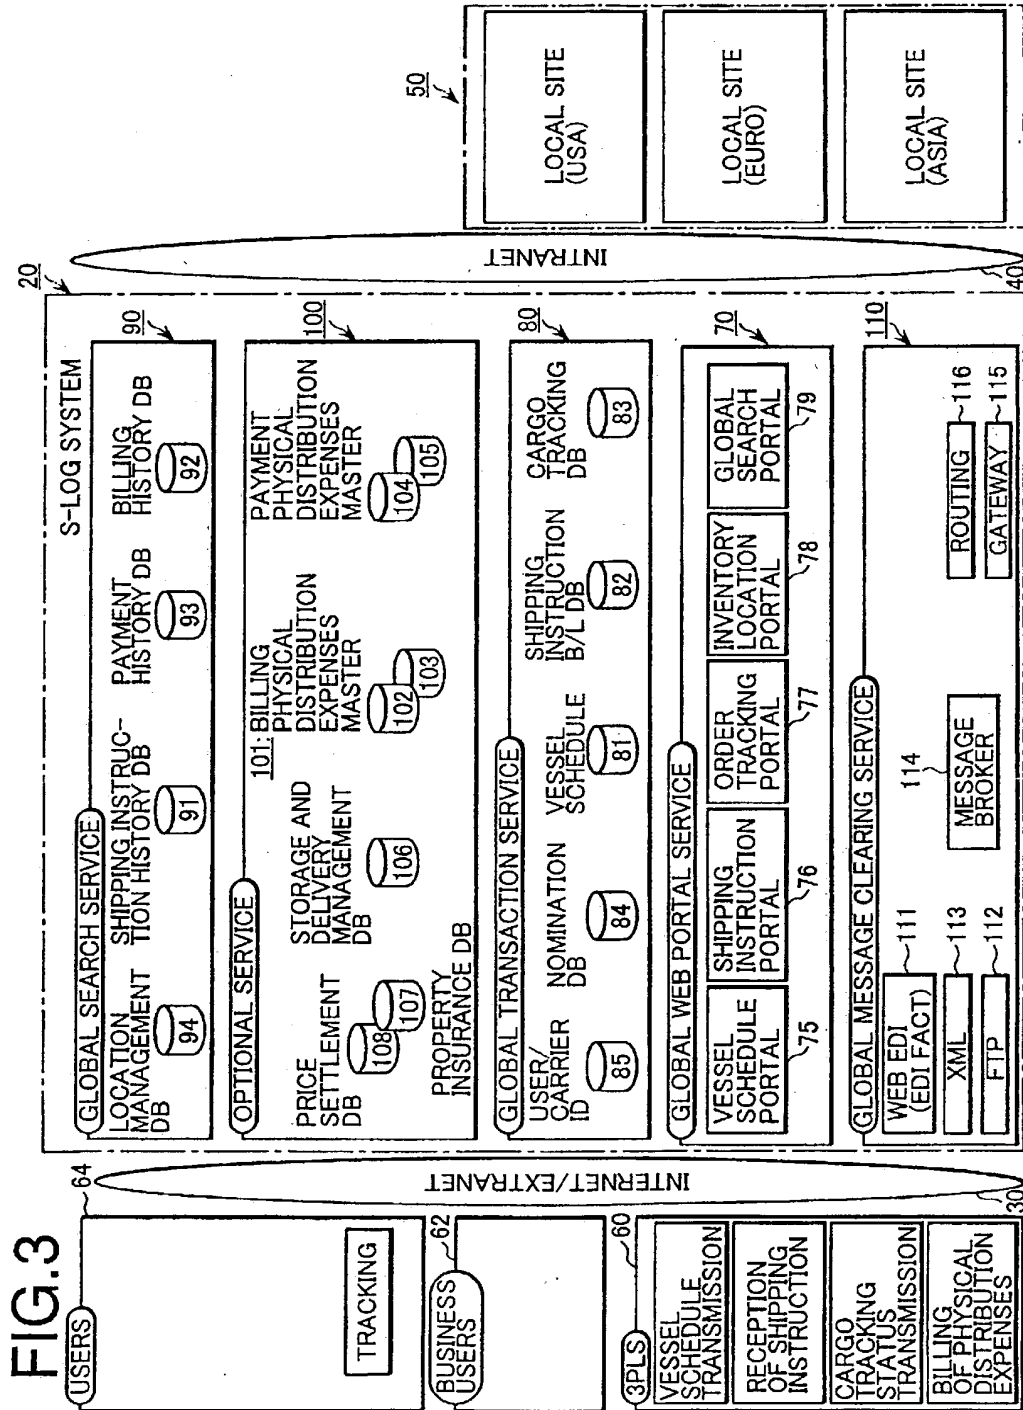 FIG.3
USERS
64
TRACKING
BUSINESS
USERS
62
3PLS
60
VESSEL
SCHEDULE
TRANSMISSION
RECEPTION
OF SHIPPING
INSTRUCTION
CARGO
TRACKING
STATUS
TRANSMISSION
BILLING
OF PHYSICAL
DISTRIBUTION
EXPENSES
INTERNET/EXTRANET
30
S-LOG SYSTEM
20
GLOBAL SEARCH SERVICE
90
LOCATION
MANAGEMENT
DB
94
SHIPPING INSTRUC-
TION HISTORY DB
91
PAYMENT
HISTORY DB
93
BILLING
HISTORY DB
92
OPTIONAL SERVICE
100
PRICE
SETTLEMENT
DB
108
107
PROPERTY
INSURANCE DB
STORAGE AND
DELIVERY
MANAGEMENT
DB
106
101: BILLING
PHYSICAL
DISTRIBUTION
EXPENSES
MASTER
102
103
PAYMENT
PHYSICAL
DISTRIBUTION
EXPENSES
MASTER
104
105
GLOBAL TRANSACTION SERVICE
80
USER/
CARRIER
ID
85
NOMINATION
DB
84
VESSEL
SCHEDULE
81
SHIPPING
INSTRUCTION
B/L DB
82
CARGO
TRACKING
DB
83
GLOBAL WEB PORTAL SERVICE
70
VESSEL
SCHEDULE
PORTAL
75
SHIPPING
INSTRUCTION
PORTAL
76
ORDER
TRACKING
PORTAL
77
INVENTORY
LOCATION
PORTAL
78
GLOBAL
SEARCH
PORTAL
79
GLOBAL MESSAGE CLEARING SERVICE
110
WEB EDI
(EDI FACT)
111
XML
113
FTP
112
114
MESSAGE
BROKER
ROUTING
116
GATEWAY
115
INTRANET
40
50
LOCAL SITE
(USA)
LOCAL SITE
(EURO)
LOCAL SITE
(ASIA)